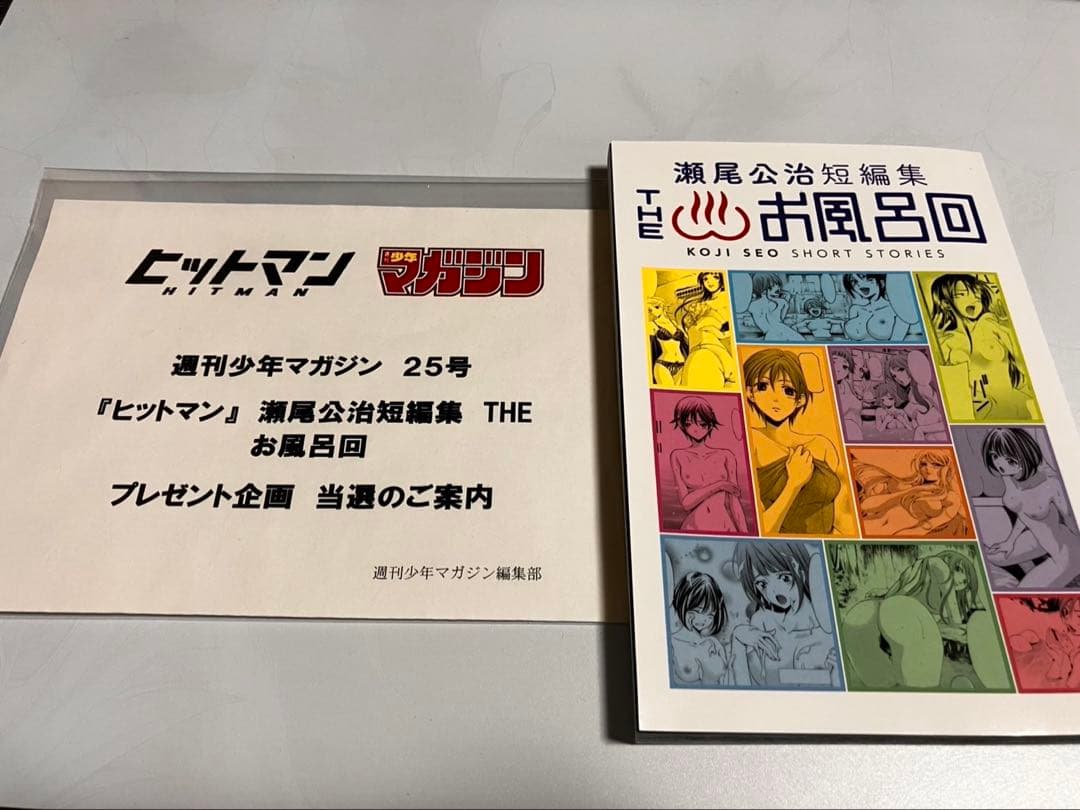 ヒットマン
HITMAN
週刊少年
マガジン
週刊少年マガジン 25号
『ヒットマン』 瀬尾公治短編集 THE
お風呂回
プレゼント企画 当選のご案内
週刊少年マガジン編集部
瀬尾公治短編集
THE
お風呂回
KOJI SEO SHORT STORIES
バン